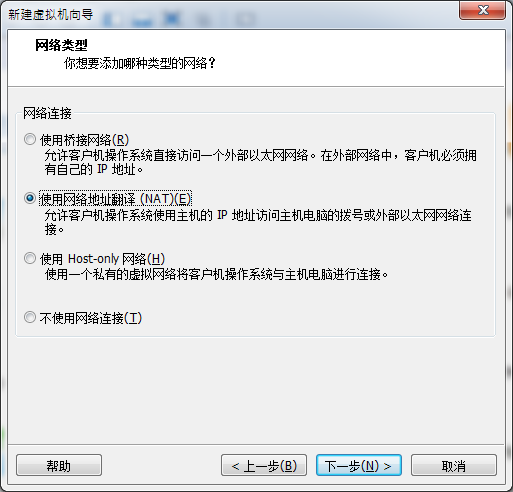 新建虚拟机向导
网络类型
你想要添加哪种类型的网络？
网络连接
使用桥接网络(R)
允许客户机操作系统直接访问一个外部以太网网络。在外部网络中，客户机必须拥
有自己的 IP 地址。
使用网络地址翻译 (NAT)(E)
允许客户机操作系统使用主机的 IP 地址访问主机电脑的拨号或外部以太网网络连
接。
使用 Host-only 网络(H)
使用一个私有的虚拟网络将客户机操作系统与主机电脑进行连接。
不使用网络连接(T)
帮助
< 上一步(B)
下一步(N) >
取消